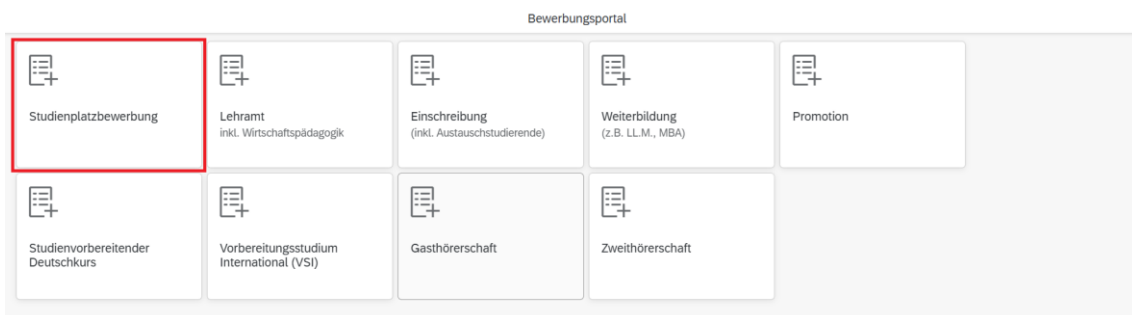 Bewerbungsportal
Studienplatzbewerbung
Lehramt
inkl. Wirtschaftspädagogik
Einschreibung
(inkl. Austauschstudierende)
Weiterbildung
(z.B. LL.M., MBA)
Promotion
Studienvorbereitender
Deutschkurs
Vorbereitungsstudium
International (VSI)
Gasthörerschaft
Zweithörerschaft